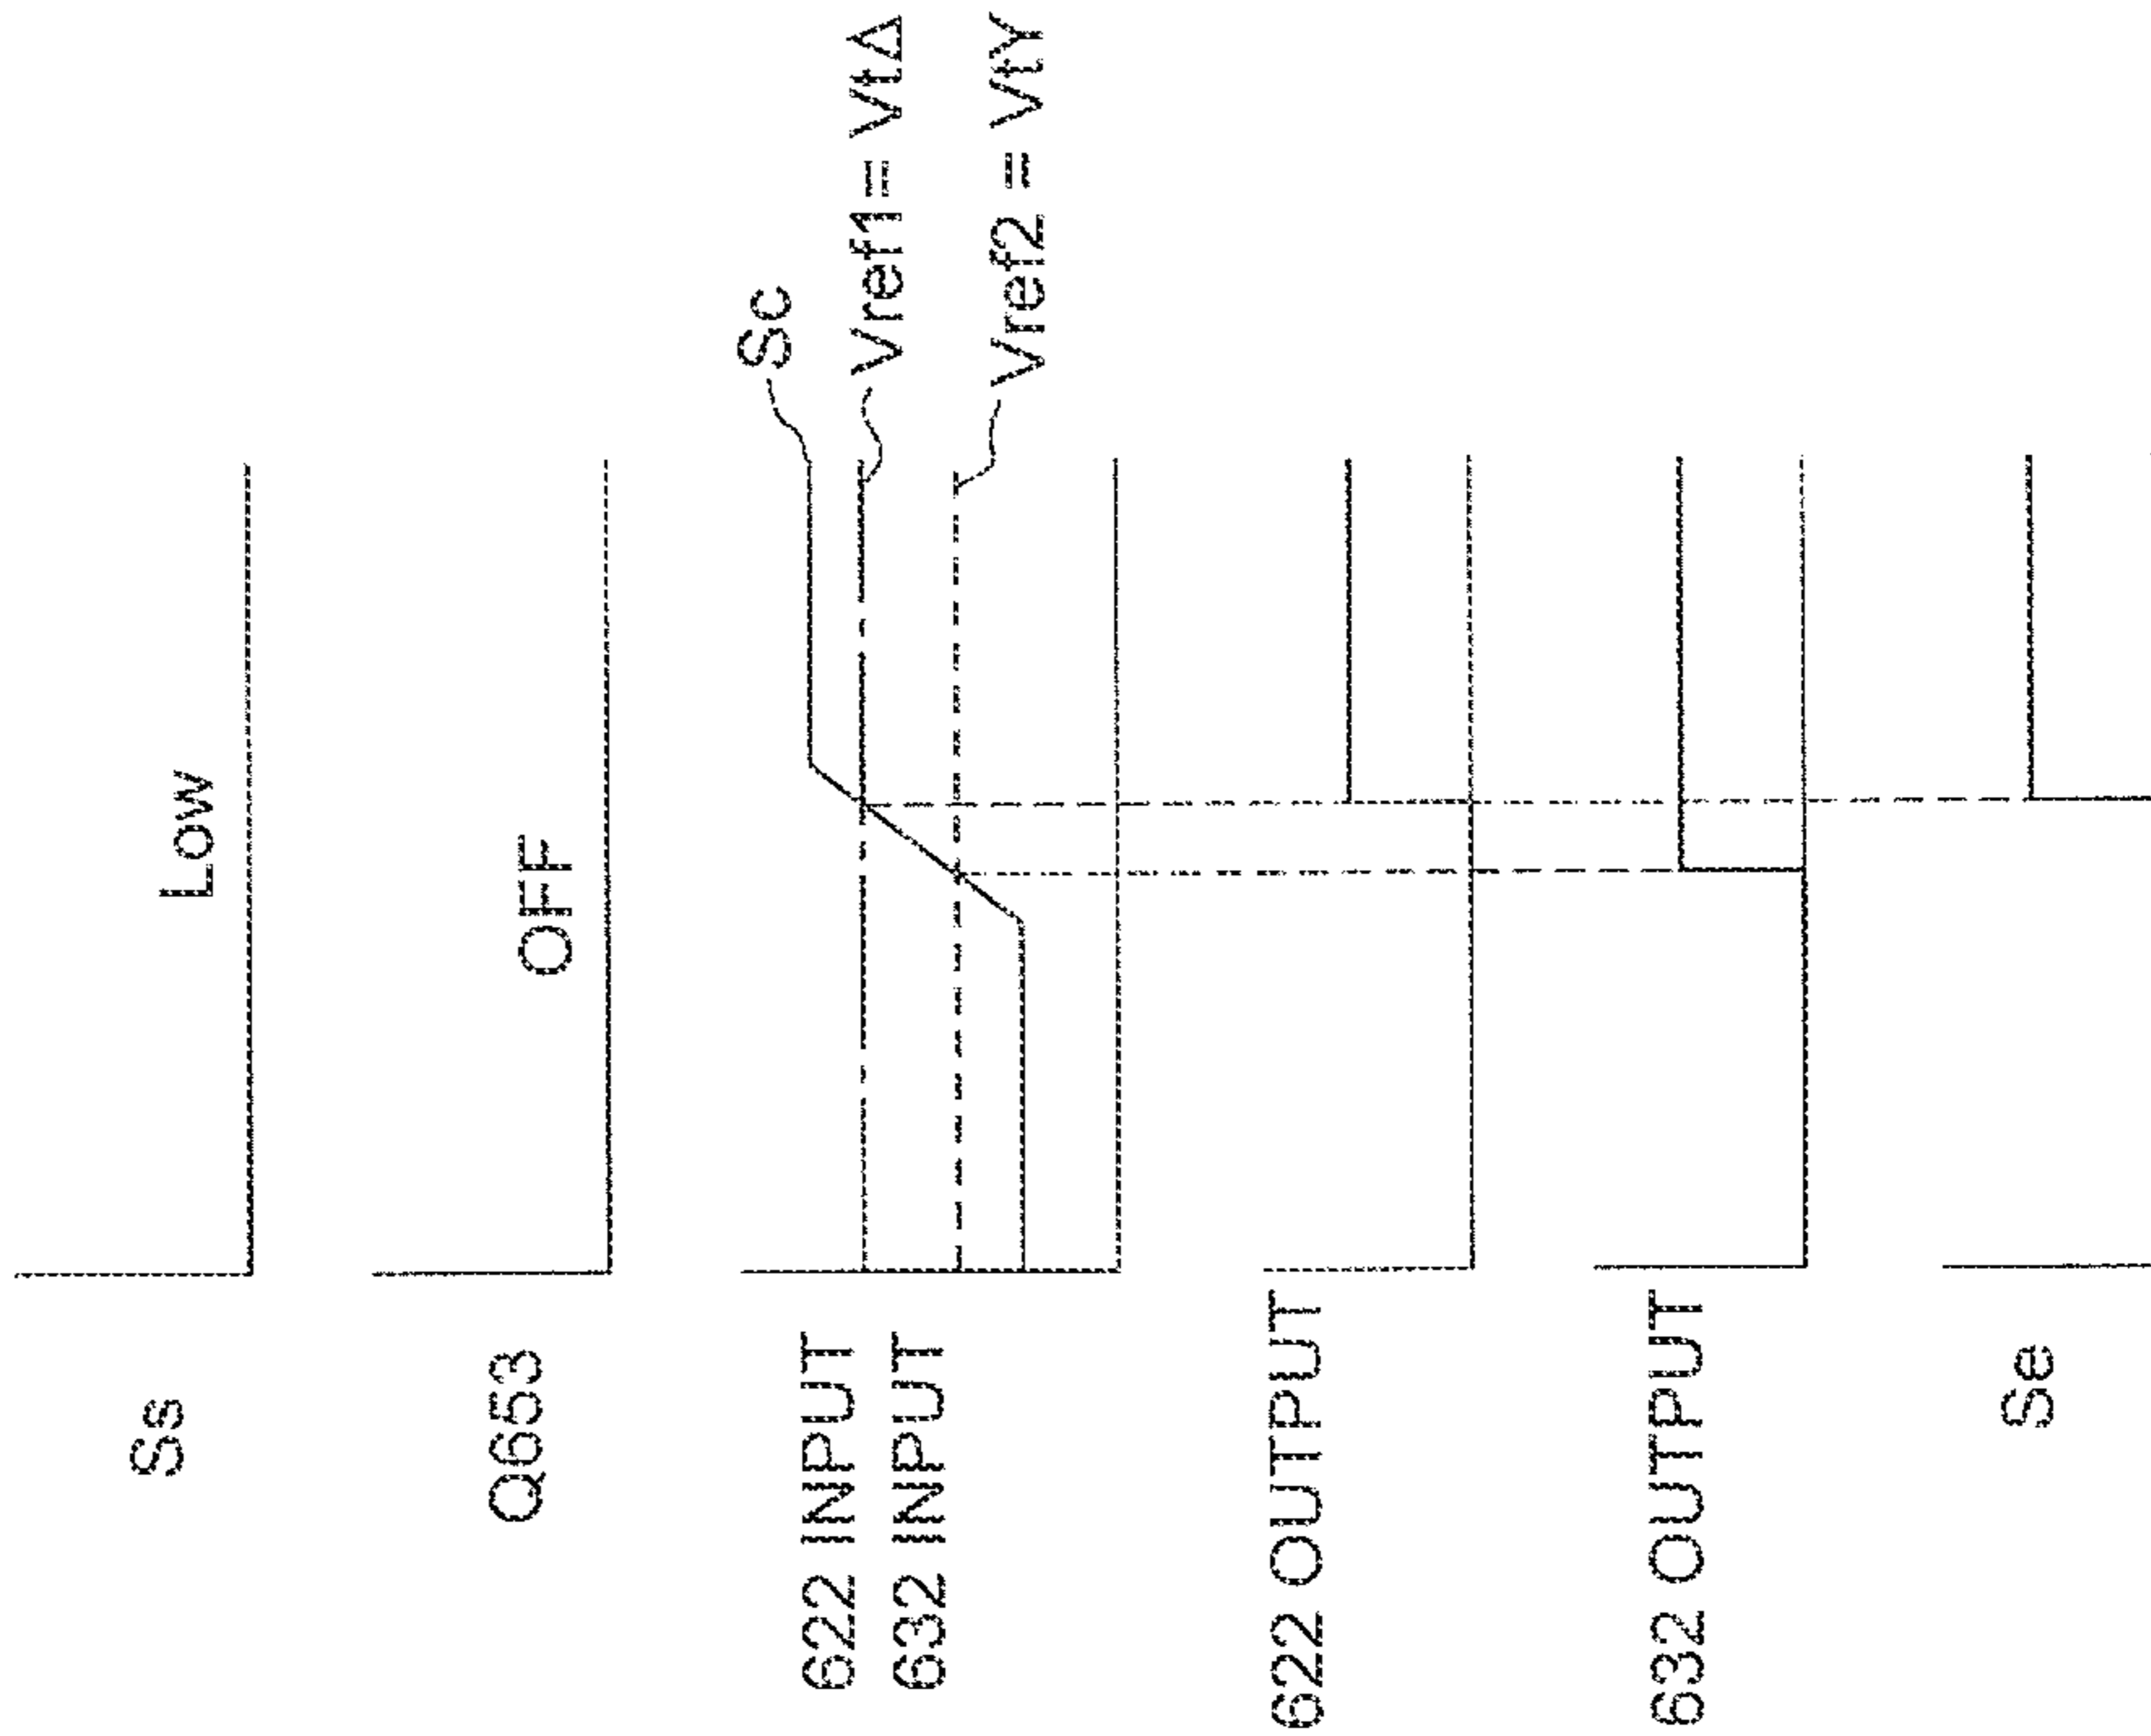 Ss
Low
Q653
OFF
622 INPUT
632 INPUT
Sc
Vref1= VtΔ
Vref2 = VtY
622 OUTPUT
632 OUTPUT
Se